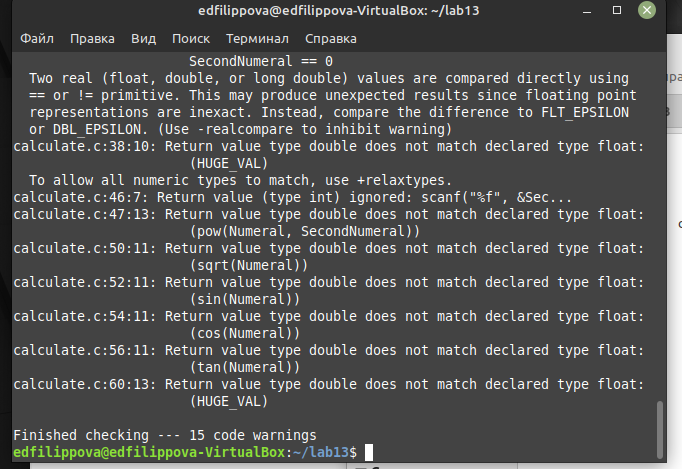 edfilippova@edfilippova-VirtualBox: ~/lab13
Файл Правка Вид Поиск Терминал Справка
SecondNumeral == 0
Two real (float, double, or long double) values are compared directly using
== or != primitive. This may produce unexpected results since floating point
representations are inexact. Instead, compare the difference to FLT_EPSILON
or DBL_EPSILON. (Use -realcompare to inhibit warning)
calculate.c:38:10: Return value type double does not match declared type float:
(HUGE_VAL)
To allow all numeric types to match, use +relaxtypes.
calculate.c:46:7: Return value (type int) ignored: scanf("%f", &Sec...
calculate.c:47:13: Return value type double does not match declared type float:
(pow(Numeral, SecondNumeral))
calculate.c:50:11: Return value type double does not match declared type float:
(sqrt(Numeral))
calculate.c:52:11: Return value type double does not match declared type float:
(sin(Numeral))
calculate.c:54:11: Return value type double does not match declared type float:
(cos(Numeral))
calculate.c:56:11: Return value type double does not match declared type float:
(tan(Numeral))
calculate.c:60:13: Return value type double does not match declared type float:
(HUGE_VAL)
Finished checking --- 15 code warnings
edfilippova@edfilippova-VirtualBox:~/lab13$